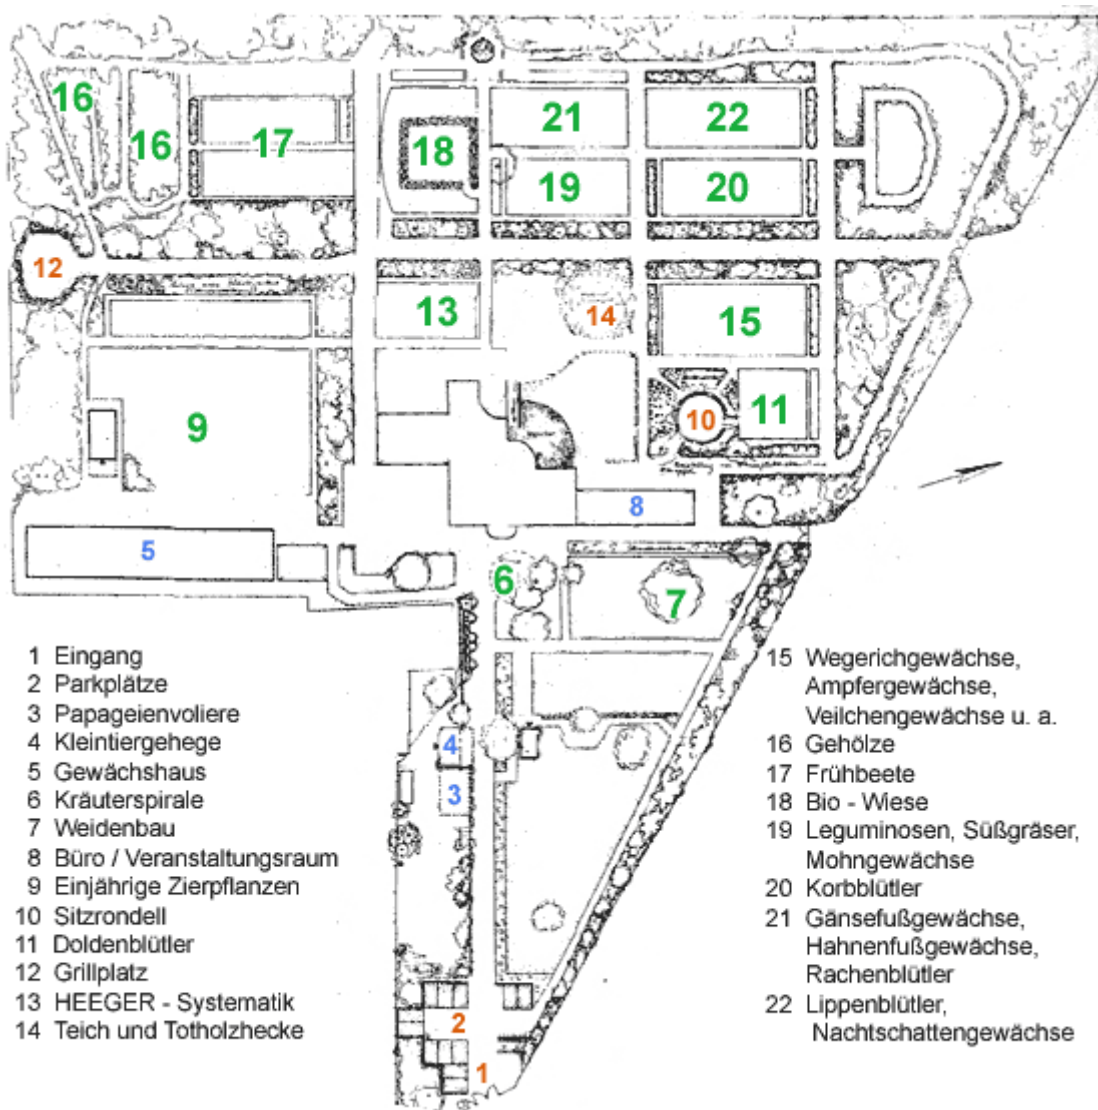 16
16
17
18
21
22
19
20
12
13
14
15
10
11
9
8
5
6
7
4
3
2
1
1 Eingang
2 Parkplätze
3 Papageienvoliere
4 Kleintiergehege
5 Gewächshaus
6 Kräuterspirale
7 Weidenbau
8 Büro / Veranstaltungsraum
9 Einjährige Zierpflanzen
10 Sitzrondell
11 Doldenblütler
12 Grillplatz
13 HEEGER - Systematik
14 Teich und Totholzhecke
15 Wegerichgewächse,
Ampfergewächse,
Veilchengewächse u. a.
16 Gehölze
17 Frühbeete
18 Bio - Wiese
19 Leguminosen, Süßgräser,
Mohngewächse
20 Korbblütler
21 Gänsefußgewächse,
Hahnenfußgewächse,
Rachenblütler
22 Lippenblütler,
Nachtschattengewächse